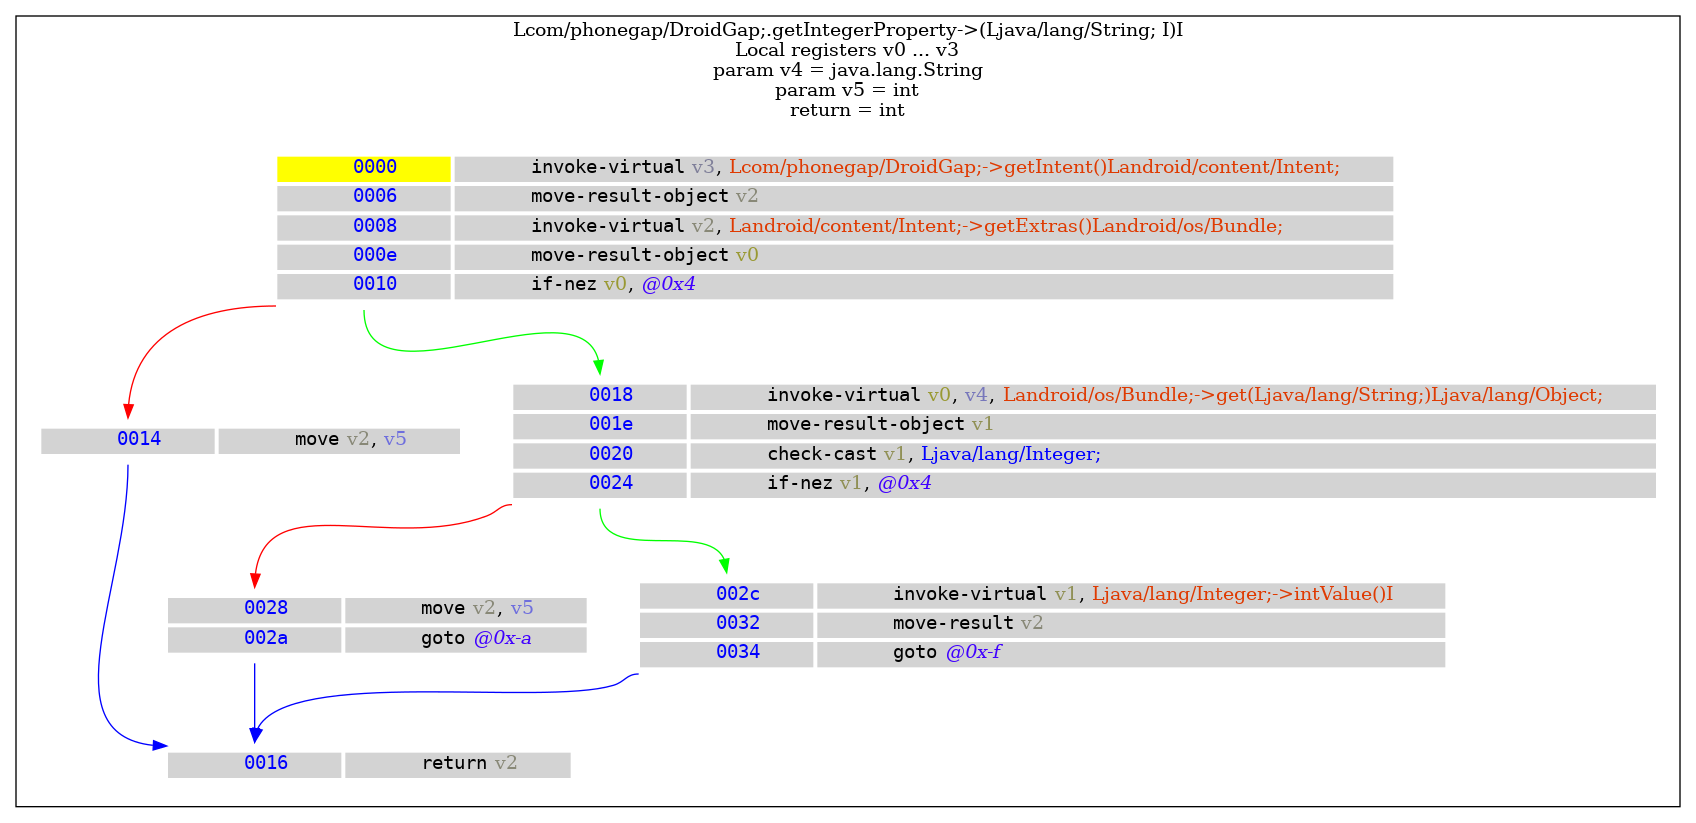 Lcom/phonegap/DroidGap;.getIntegerProperty->(Ljava/lang/String; I)I
Local registers v0 ... v3
param v4 = java.lang.String
param v5 = int
return = int
0000 invoke-virtual v3, Lcom/phonegap/DroidGap;->getIntent()Landroid/content/Intent;
0006 move-result-object v2
0008 invoke-virtual v2, Landroid/content/Intent;->getExtras()Landroid/os/Bundle;
000e move-result-object v0
0010 if-nez v0, @0x4
0014 move v2, v5
0018 invoke-virtual v0, v4, Landroid/os/Bundle;->get(Ljava/lang/String;)Ljava/lang/Object;
001e move-result-object v1
0020 check-cast v1, Ljava/lang/Integer;
0024 if-nez v1, @0x4
0028 move v2, v5
002a goto @0x-a
002c invoke-virtual v1, Ljava/lang/Integer;->intValue()I
0032 move-result v2
0034 goto @0x-f
0016 return v2